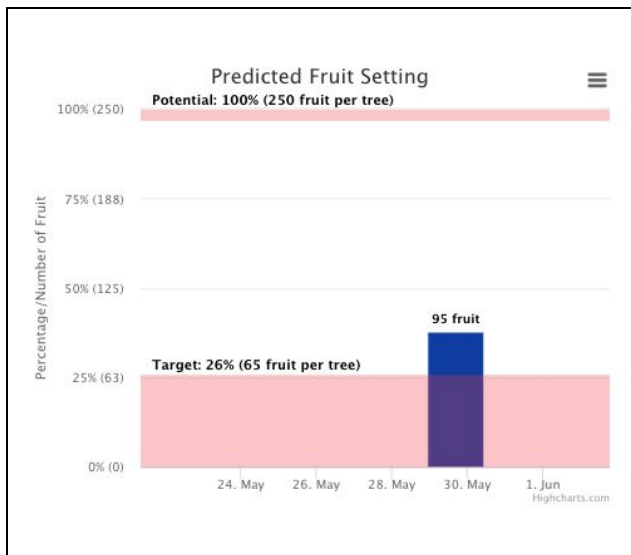 Predicted Fruit Setting
Potential: 100% (250 fruit per tree)
100% (250)
75% (188)
50% (125)
95 fruit
Target: 26% (65 fruit per tree)
25% (63)
0% (0)
Percentage/Number of Fruit
24. May 26. May 28. May 30. May 1. Jun
Highcharts.com